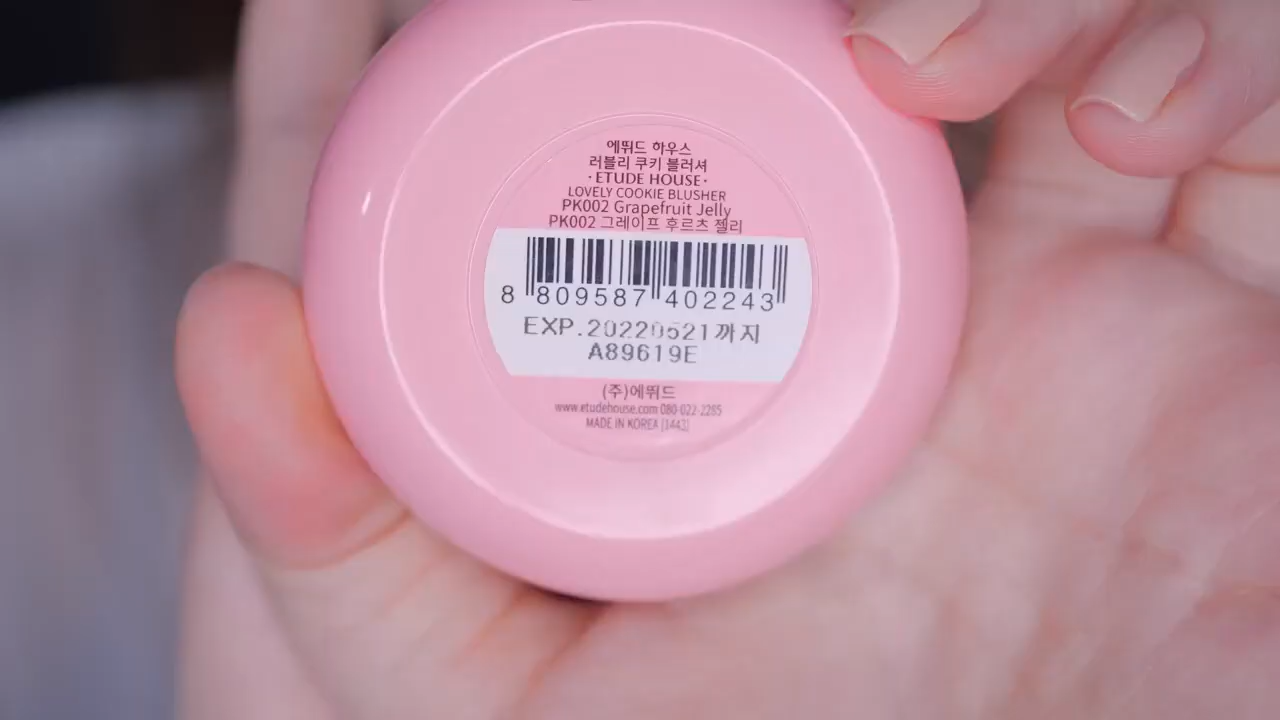 에뛰드 하우스
러블리 쿠키 블러셔
·ETUDE HOUSE·
LOVELY COOKIE BLUSHER
PK002 Grapefruit Jelly
PK002 그레이프 후르츠 젤리
8 809587 402243
EXP.20220521까지
A89619E
(주)에뛰드
www.etudehouse.com 080-022-2285
MADE IN KOREA [1443]